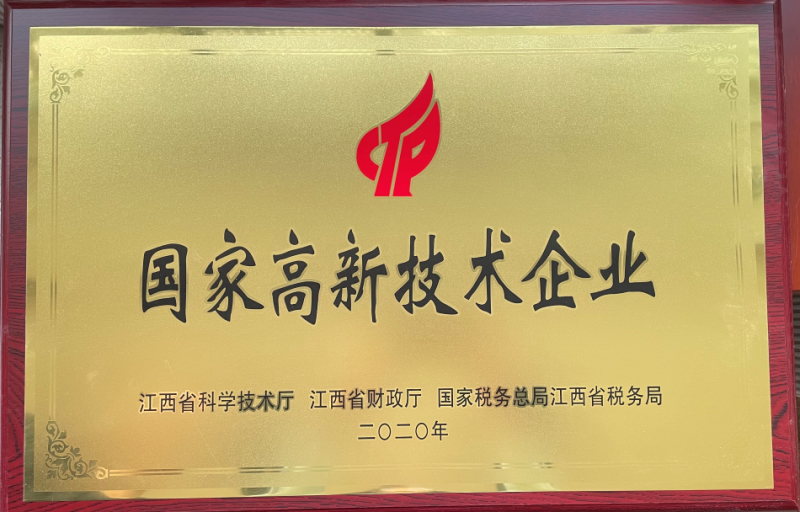 国家高新技术企业
江西省科学技术厅 江西省财政厅 国家税务总局江西省税务局
二〇二〇年